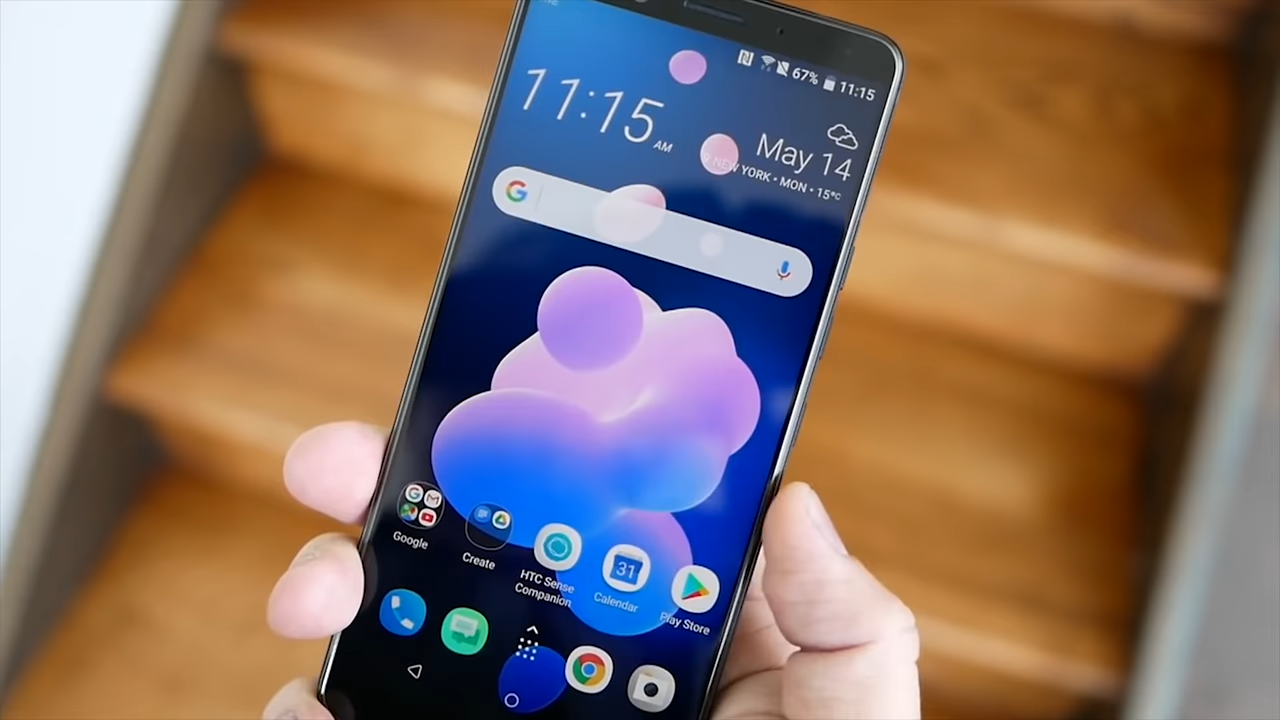 67% 11:15
11:15 AM
May 14
NEW YORK • MON • 15°C
G
Google
Create
HTC Sense
Companion
31
Calendar
Play Store